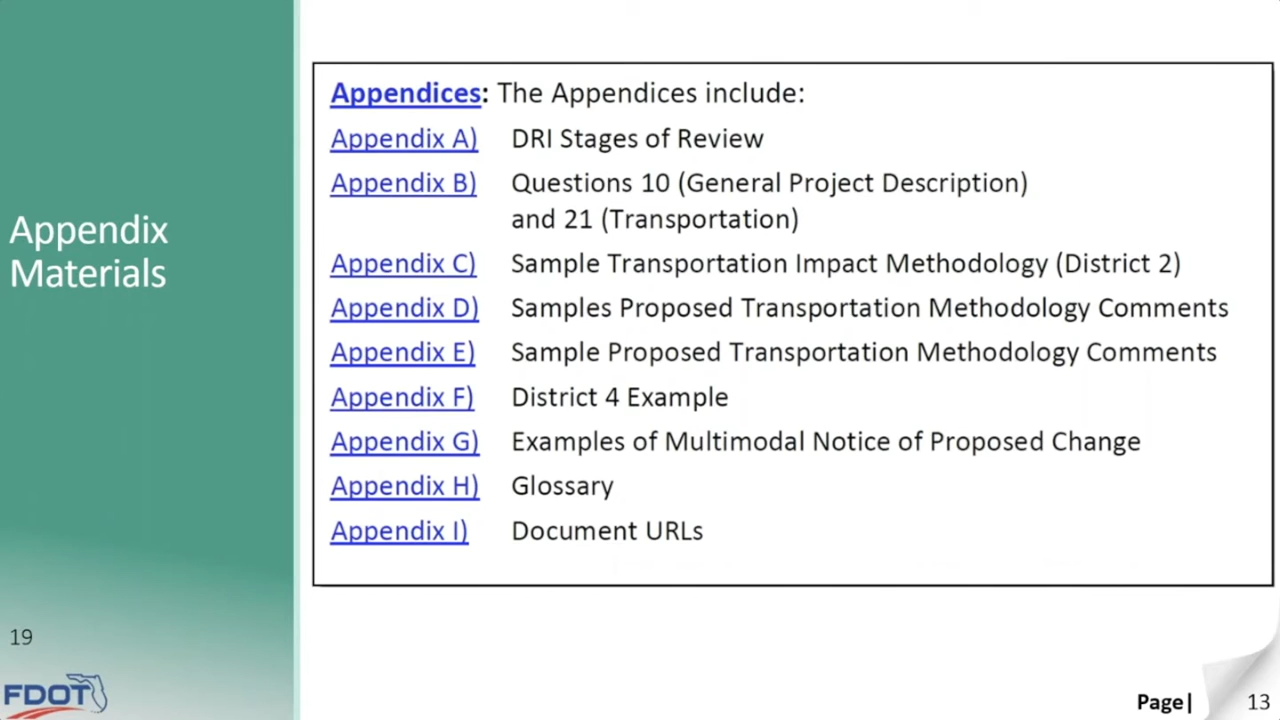 Appendix
Materials
Appendices: The Appendices include:
Appendix A) DRI Stages of Review
Appendix B) Questions 10 (General Project Description)
and 21 (Transportation)
Appendix C) Sample Transportation Impact Methodology (District 2)
Appendix D) Samples Proposed Transportation Methodology Comments
Appendix E) Sample Proposed Transportation Methodology Comments
Appendix F) District 4 Example
Appendix G) Examples of Multimodal Notice of Proposed Change
Appendix H) Glossary
Appendix I) Document URLs
19
FDOT
Page| 13